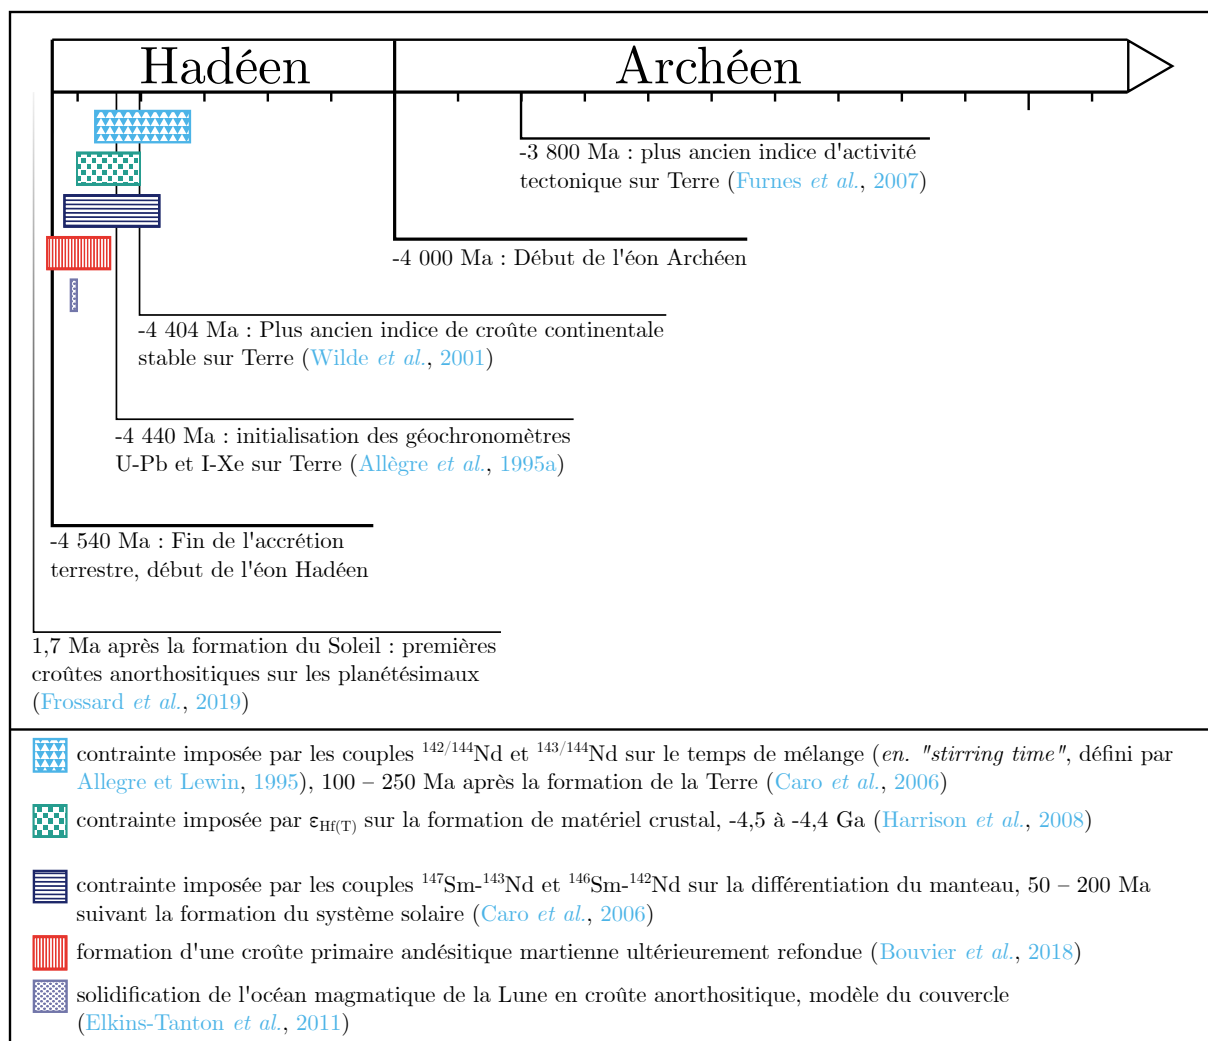 Hadéen
Archéen
-3 800 Ma : plus ancien indice d'activité
tectonique sur Terre (Furnes et al., 2007)
-4 000 Ma : Début de l'éon Archéen
-4 404 Ma : Plus ancien indice de croûte continentale
stable sur Terre (Wilde et al., 2001)
-4 440 Ma : initialisation des géochronomètres
U-Pb et I-Xe sur Terre (Allègre et al., 1995a)
-4 540 Ma : Fin de l'accrétion
terrestre, début de l'éon Hadéen
1,7 Ma après la formation du Soleil : premières
croûtes anorthositiques sur les planétésimaux
(Frossard et al., 2019)
contrainte imposée par les couples ¹⁴²/¹⁴⁴Nd et ¹⁴³/¹⁴⁴Nd sur le temps de mélange (en. "stirring time", défini par
Allegre et Lewin, 1995), 100 – 250 Ma après la formation de la Terre (Caro et al., 2006)
contrainte imposée par εHf(T) sur la formation de matériel crustal, -4,5 à -4,4 Ga (Harrison et al., 2008)
contrainte imposée par les couples ¹⁴⁷Sm-¹⁴³Nd et ¹⁴⁶Sm-¹⁴²Nd sur la différentiation du manteau, 50 – 200 Ma
suivant la formation du système solaire (Caro et al., 2006)
formation d'une croûte primaire andésitique martienne ultérieurement refondue (Bouvier et al., 2018)
solidification de l'océan magmatique de la Lune en croûte anorthositique, modèle du couvercle
(Elkins-Tanton et al., 2011)